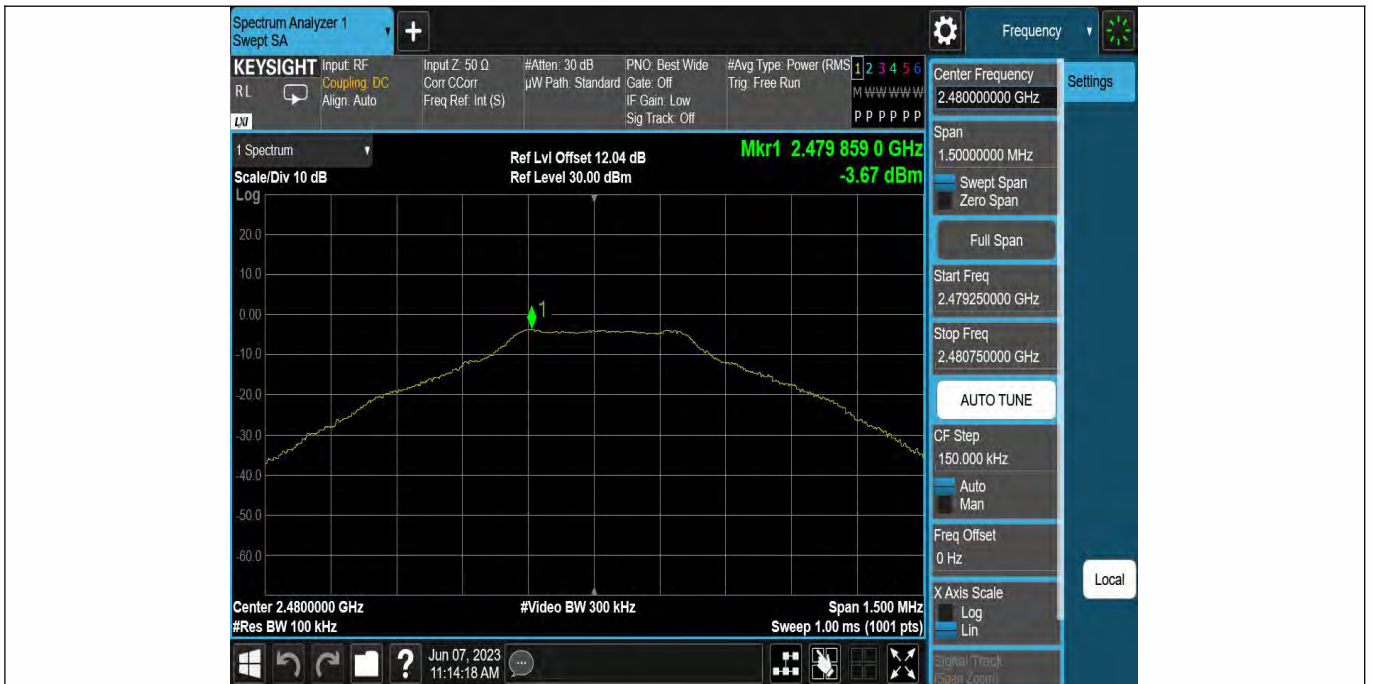 Spectrum Analyzer 1
Swept SA
+
Frequency
KEYSIGHT
R L
LXI
Input: RF
Coupling: DC
Align: Auto
Input Z: 50 Ω
Corr CCorr
Freq Ref: Int (S)
#Atten: 30 dB
µW Path: Standard
PNO: Best Wide
Gate: Off
IF Gain: Low
Sig Track: Off
#Avg Type: Power (RMS
Trig: Free Run
1 2 3 4 5 6
M W W W W W
P P P P P P
1 Spectrum
Scale/Div 10 dB
Log
Ref Lvl Offset 12.04 dB
Ref Level 30.00 dBm
Mkr1 2.479 859 0 GHz
-3.67 dBm
20.0
10.0
0.00
-10.0
-20.0
-30.0
-40.0
-50.0
-60.0
1
Center 2.4800000 GHz
#Res BW 100 kHz
#Video BW 300 kHz
Span 1.500 MHz
Sweep 1.00 ms (1001 pts)
Jun 07, 2023
11:14:18 AM
?
Center Frequency
2.480000000 GHz
Settings
Span
1.50000000 MHz
Swept Span
Zero Span
Full Span
Start Freq
2.479250000 GHz
Stop Freq
2.480750000 GHz
AUTO TUNE
CF Step
150.000 kHz
Auto
Man
Freq Offset
0 Hz
X Axis Scale
Log
Lin
Local
Signal Track
(Span Zoom)